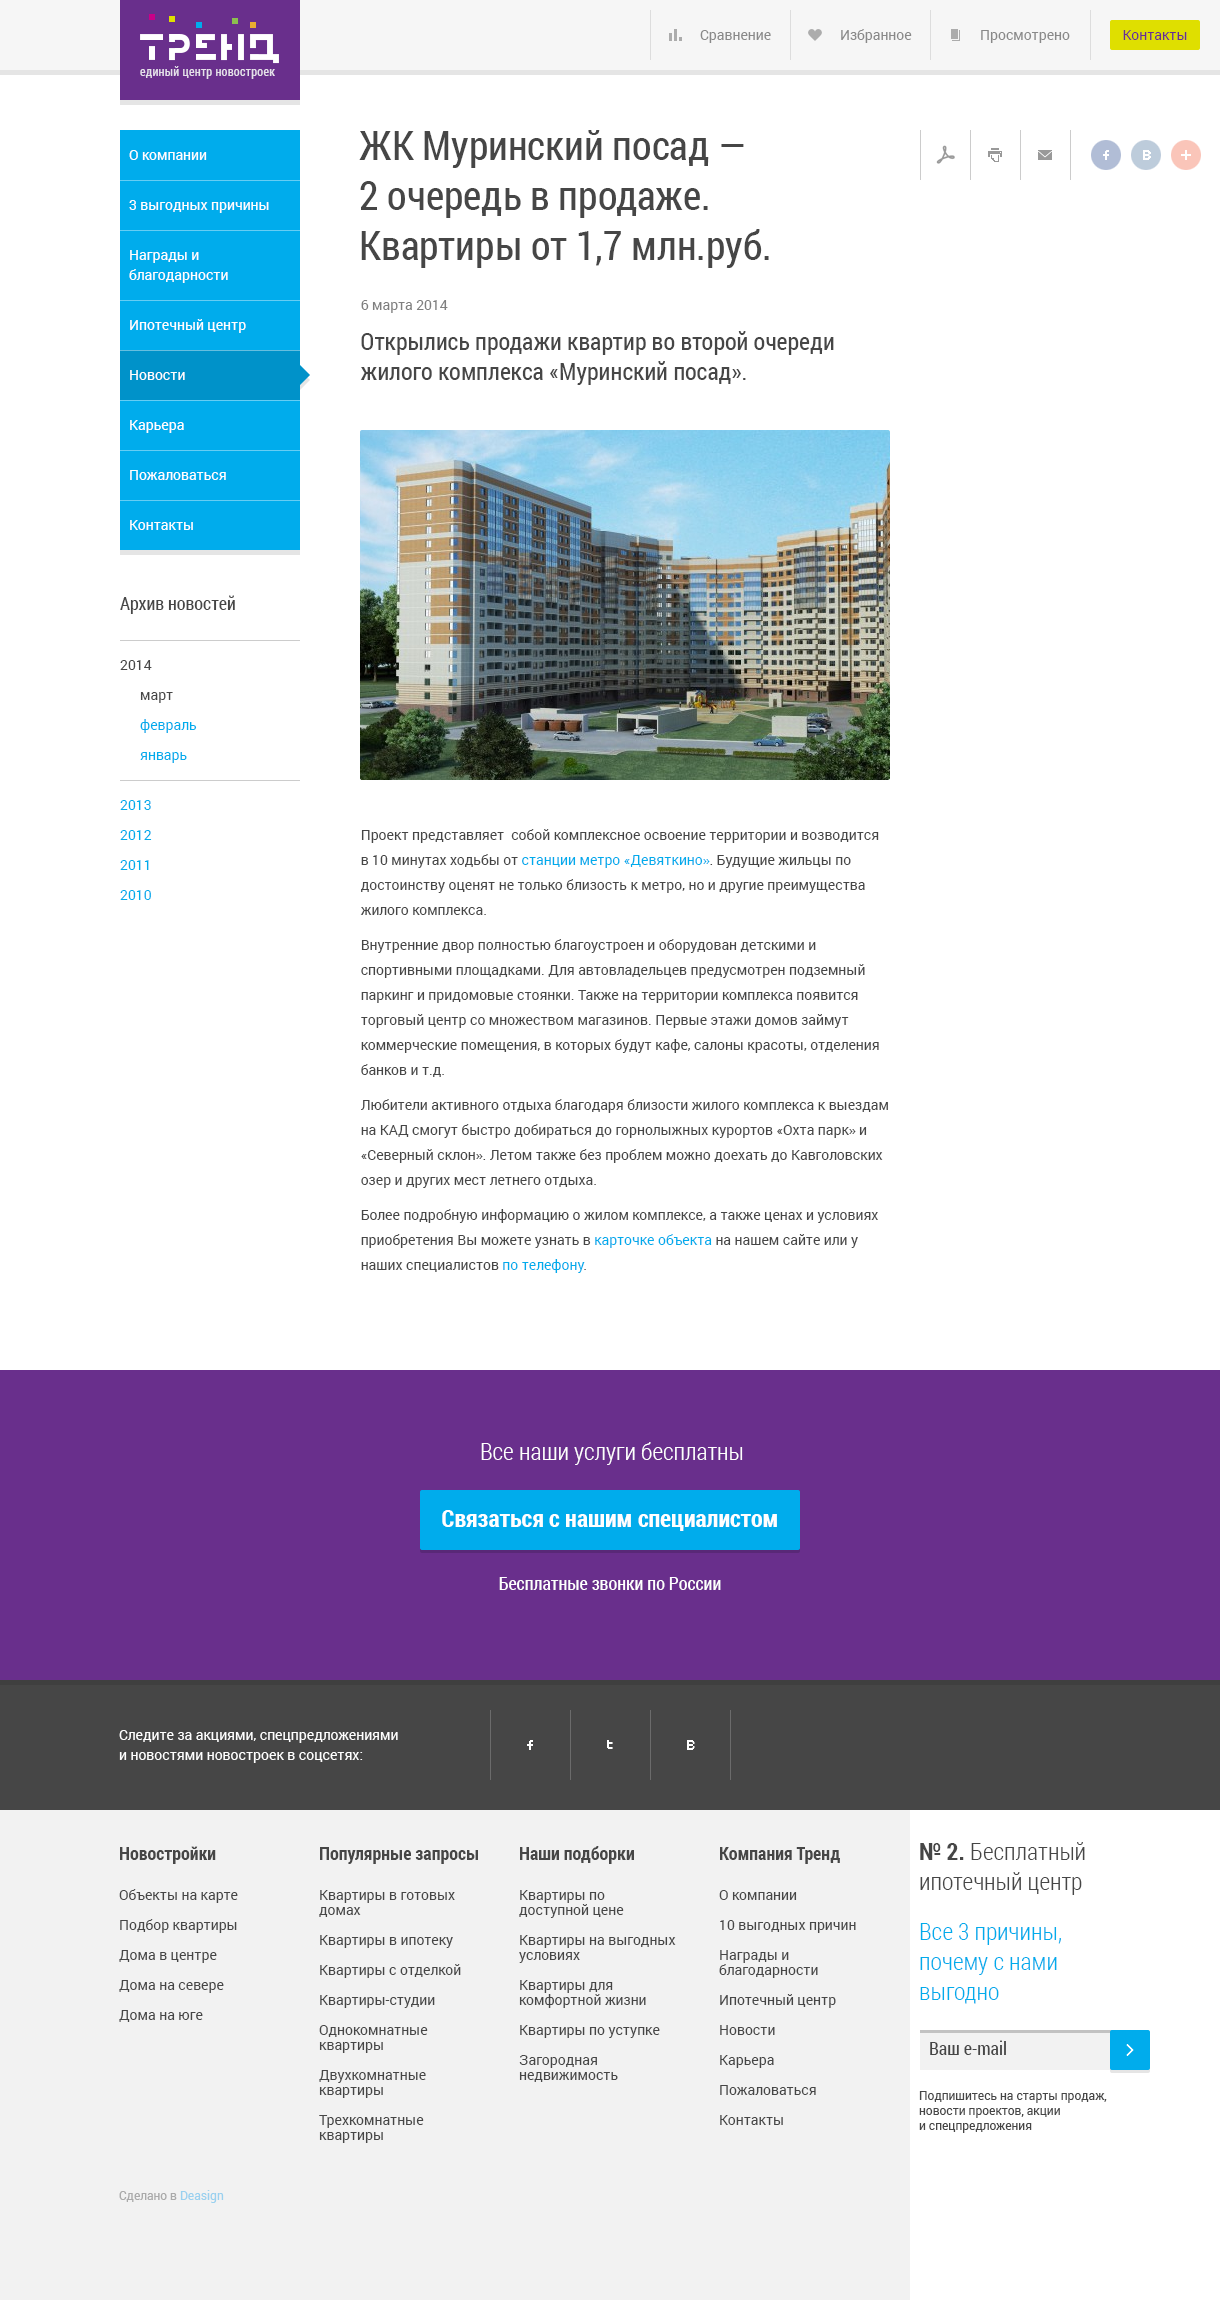 ТРЕНД
единый центр новостроек
Сравнение
Избранное
Просмотрено
Контакты
О компании
3 выгодных причины
Награды и
благодарности
Ипотечный центр
Новости
Карьера
Пожаловаться
Контакты
Архив новостей
2014
март
февраль
январь
2013
2012
2011
2010
ЖК Муринский посад —
2 очередь в продаже.
Квартиры от 1,7 млн.руб.
6 марта 2014
Открылись продажи квартир во второй очереди
жилого комплекса «Муринский посад».
Проект представляет  собой комплексное освоение территории и возводится
в 10 минутах ходьбы от станции метро «Девяткино». Будущие жильцы по
достоинству оценят не только близость к метро, но и другие преимущества
жилого комплекса.
Внутренние двор полностью благоустроен и оборудован детскими и
спортивными площадками. Для автовладельцев предусмотрен подземный
паркинг и придомовые стоянки. Также на территории комплекса появится
торговый центр со множеством магазинов. Первые этажи домов займут
коммерческие помещения, в которых будут кафе, салоны красоты, отделения
банков и т.д.
Любители активного отдыха благодаря близости жилого комплекса к выездам
на КАД смогут быстро добираться до горнолыжных курортов «Охта парк» и
«Северный склон». Летом также без проблем можно доехать до Кавголовских
озер и других мест летнего отдыха.
Более подробную информацию о жилом комплексе, а также ценах и условиях
приобретения Вы можете узнать в карточке объекта на нашем сайте или у
наших специалистов по телефону.
Все наши услуги бесплатны
Связаться с нашим специалистом
Бесплатные звонки по России
Следите за акциями, спецпредложениями
и новостями новостроек в соцсетях:
Новостройки
Объекты на карте
Подбор квартиры
Дома в центре
Дома на севере
Дома на юге
Популярные запросы
Квартиры в готовых
домах
Квартиры в ипотеку
Квартиры с отделкой
Квартиры-студии
Однокомнатные
квартиры
Двухкомнатные
квартиры
Трехкомнатные
квартиры
Наши подборки
Квартиры по
доступной цене
Квартиры на выгодных
условиях
Квартиры для
комфортной жизни
Квартиры по уступке
Загородная
недвижимость
Компания Тренд
О компании
10 выгодных причин
Награды и
благодарности
Ипотечный центр
Новости
Карьера
Пожаловаться
Контакты
№ 2. Бесплатный
ипотечный центр
Все 3 причины,
почему с нами
выгодно
Ваш e-mail
Подпишитесь на старты продаж,
новости проектов, акции
и спецпредложения
Сделано в Deasign